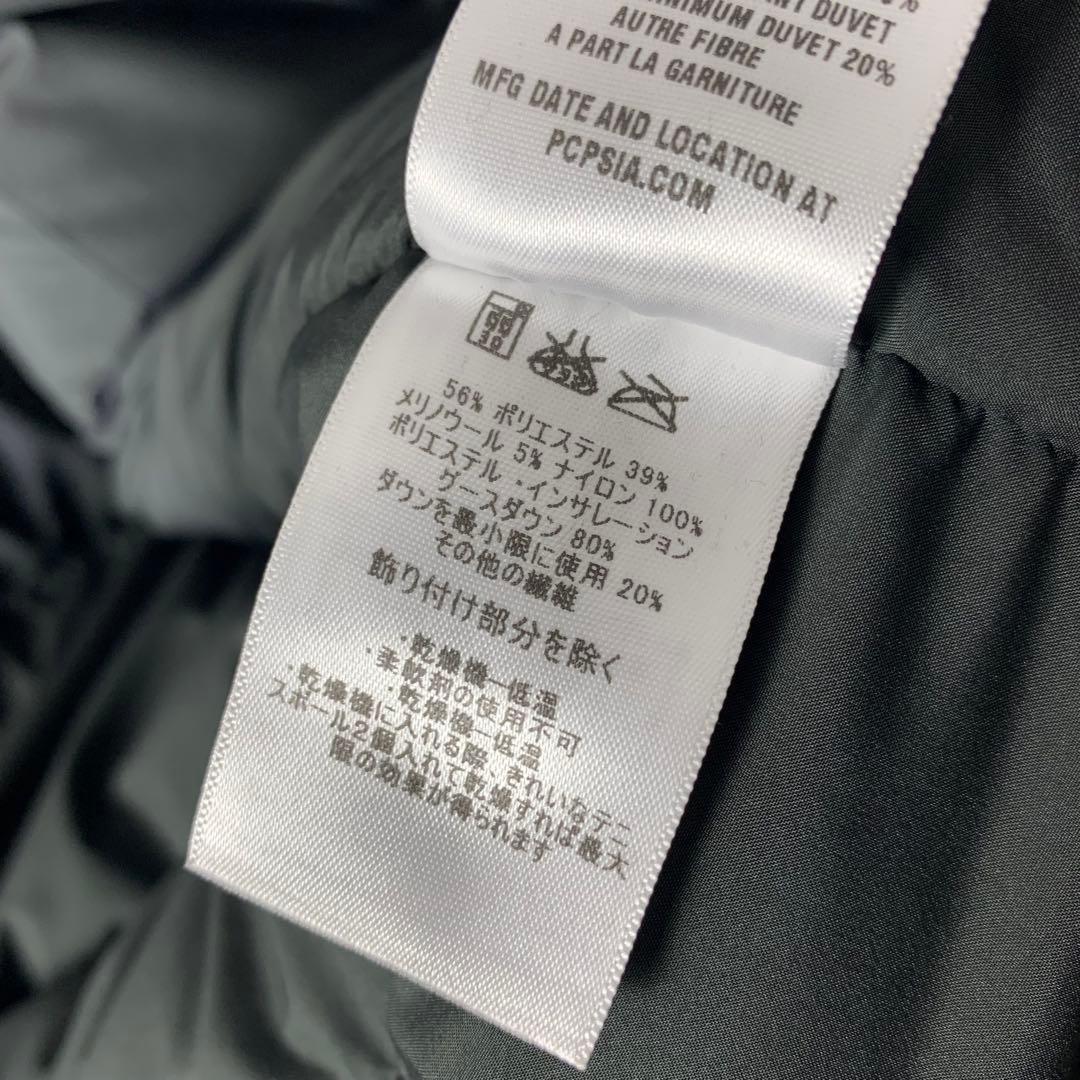 %
DUVET
MINIMUM DUVET 20%
AUTRE FIBRE
A PART LA GARNITURE
MFG DATE AND LOCATION AT
PCPSIA.COM
30
56% ポリエステル 39%
メリノウール 5% ナイロン 100%
ポリエステル ・インサレーション
グースダウン 80%
ダウンを最小限に使用 20%
その他の繊維
飾り付け部分を除く
・乾燥機ー低温
・柔軟剤の使用不可
・乾燥機ー低温
・乾燥機に入れる際、きれいなテニ
スボール2個入れて乾燥すれば最大
限の効果が得られます